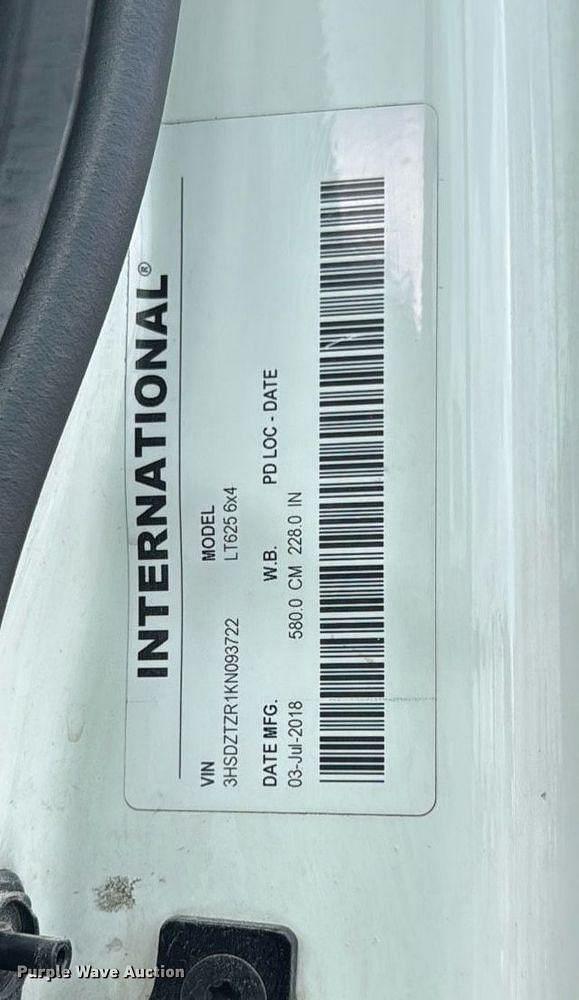 INTERNATIONAL®
VIN MODEL
3HSDZTZR1KN093722 LT625 6x4
DATE MFG. W.B. PD LOC - DATE
03-Jul-2018 580.0 CM 228.0 IN
Purple Wave Auction